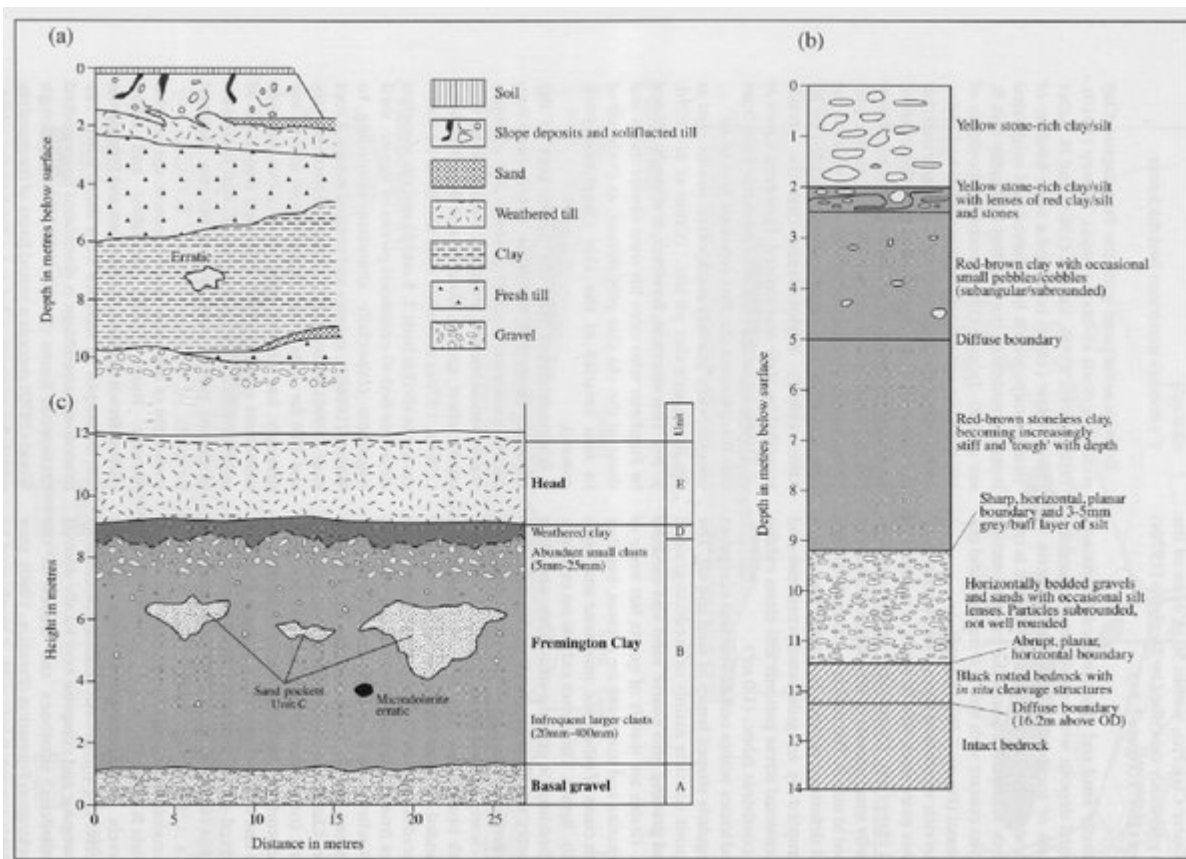 (a)
0
2
4
6
8
10
Depth in metres below surface
Erratic
Soil
Slope deposits and soliflucted till
Sand
Weathered till
Clay
Fresh till
Gravel
(b)
0
1
2
3
4
5
6
7
8
9
10
11
12
13
14
Depth in metres below surface
Yellow stone-rich clay/silt
Yellow stone-rich clay/silt
with lenses of red clay/silt
and stones
Red-brown clay with occasional
small pebbles/cobbles
(subangular/subrounded)
Diffuse boundary
Red-brown stoneless clay,
becoming increasingly
stiff and 'tough' with depth
Sharp, horizontal, planar
boundary and 3-5mm
grey/buff layer of silt
Horizontally bedded gravels
and sands with occasional silt
lenses. Particles subrounded,
not well rounded
Abrupt, planar,
horizontal boundary
Black rotted bedrock with
in situ cleavage structures
Diffuse boundary
(16.2m above OD)
Intact bedrock
(c)
12
10
8
6
4
2
0
Height in metres
0
5
10
15
20
25
Distance in metres
Unit
Head
E
Weathered clay
D
Abundant small clasts
(5mm-25mm)
Fremington Clay
B
Sand pockets
Unit C
Microdolerite
erratic
Infrequent larger clasts
(20mm-400mm)
Basal gravel
A